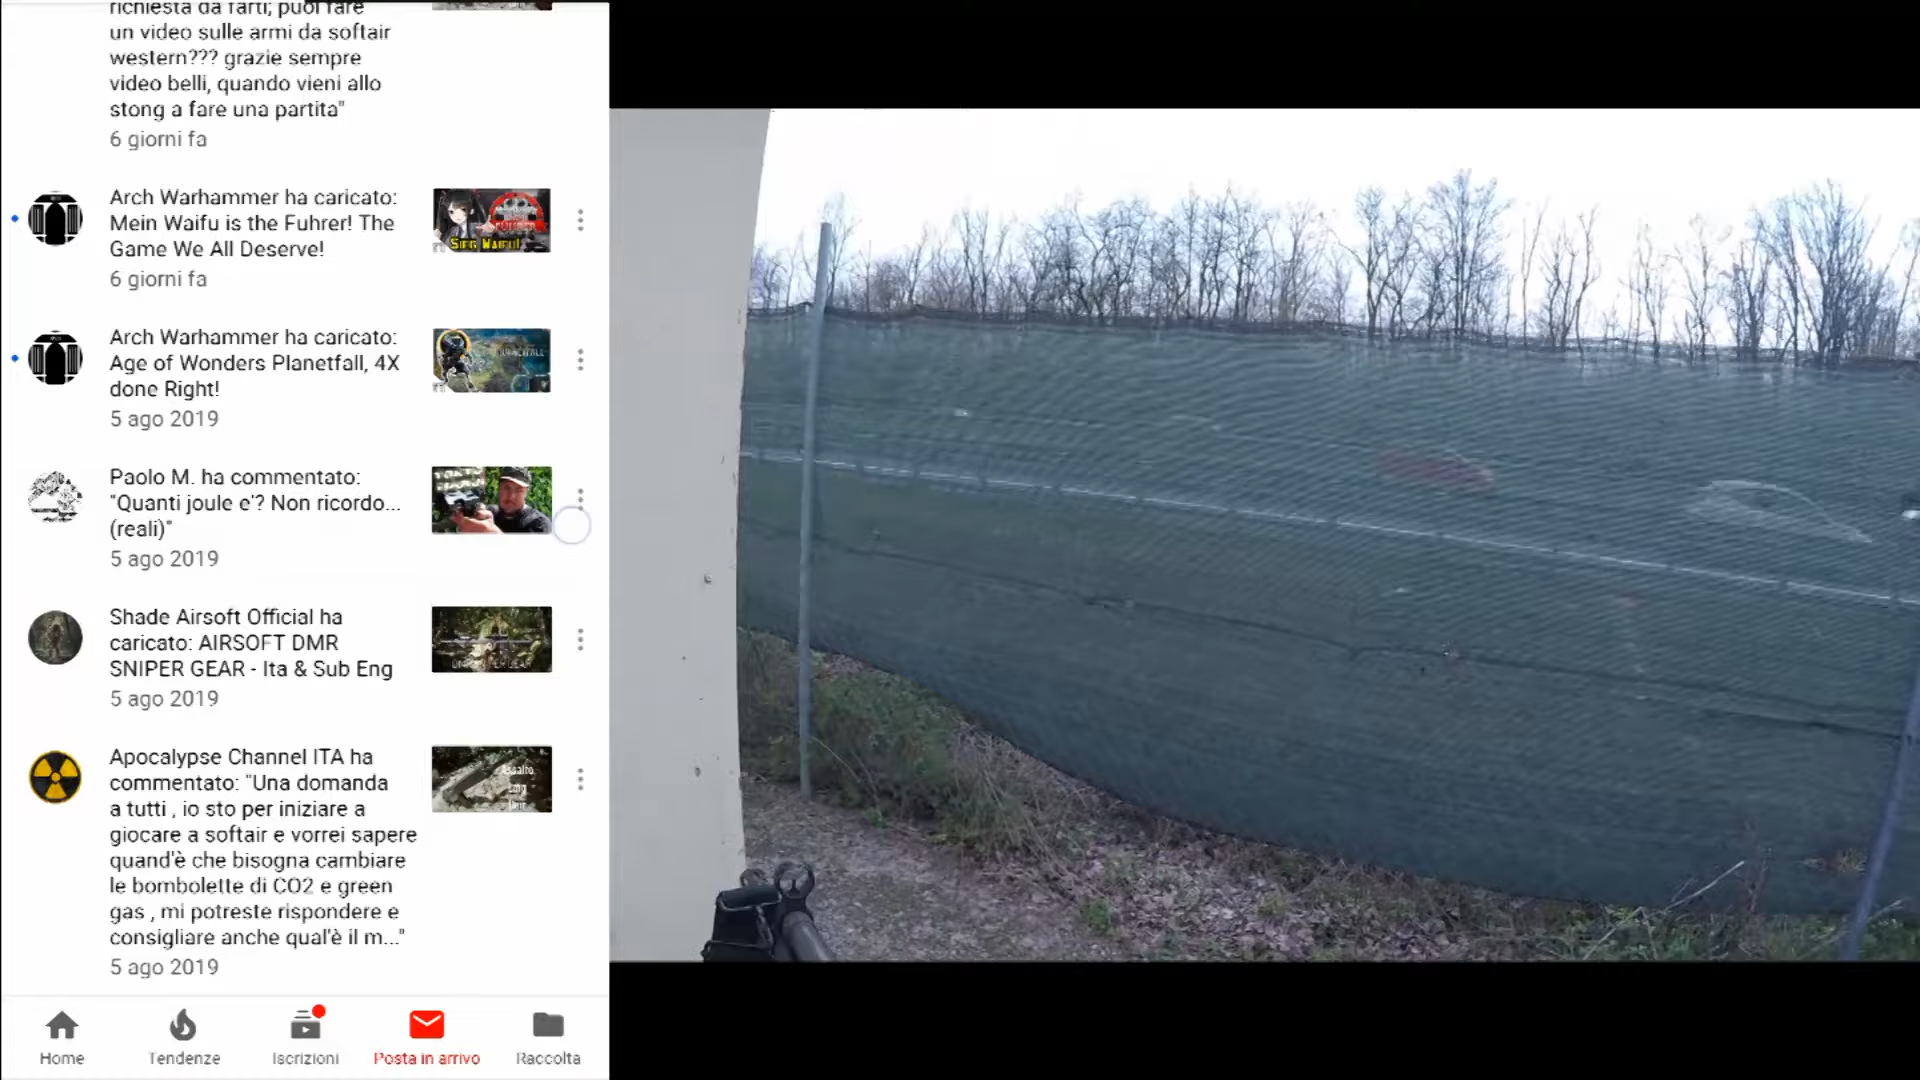 richiesta da farti; puoi fare
un video sulle armi da softair
western??? grazie sempre
video belli, quando vieni allo
stong a fare una partita"
6 giorni fa
Arch Warhammer ha caricato:
Mein Waifu is the Fuhrer! The
Game We All Deserve!
6 giorni fa
SIEG WAIFU!
Arch Warhammer ha caricato:
Age of Wonders Planetfall, 4X
done Right!
5 ago 2019
Paolo M. ha commentato:
"Quanti joule e'? Non ricordo...
(reali)"
5 ago 2019
Shade Airsoft Official ha
caricato: AIRSOFT DMR
SNIPER GEAR - Ita & Sub Eng
5 ago 2019
Apocalypse Channel ITA ha
commentato: "Una domanda
a tutti , io sto per iniziare a
giocare a softair e vorrei sapere
quand'è che bisogna cambiare
le bombolette di CO2 e green
gas , mi potreste rispondere e
consigliare anche qual'è il m..."
5 ago 2019
Assalto
Home
Tendenze
Iscrizioni
Posta in arrivo
Raccolta